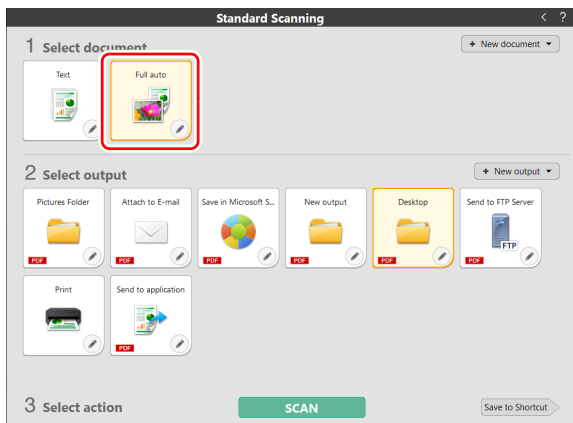 Standard Scanning < ?
1 Select document + New document
Text Full auto
2 Select output + New output
Pictures Folder Attach to E-mail Save in Microsoft S... New output Desktop Send to FTP Server
FTP
PDF PDF PDF PDF PDF PDF
Print Send to application
PDF
3 Select action SCAN Save to Shortcut